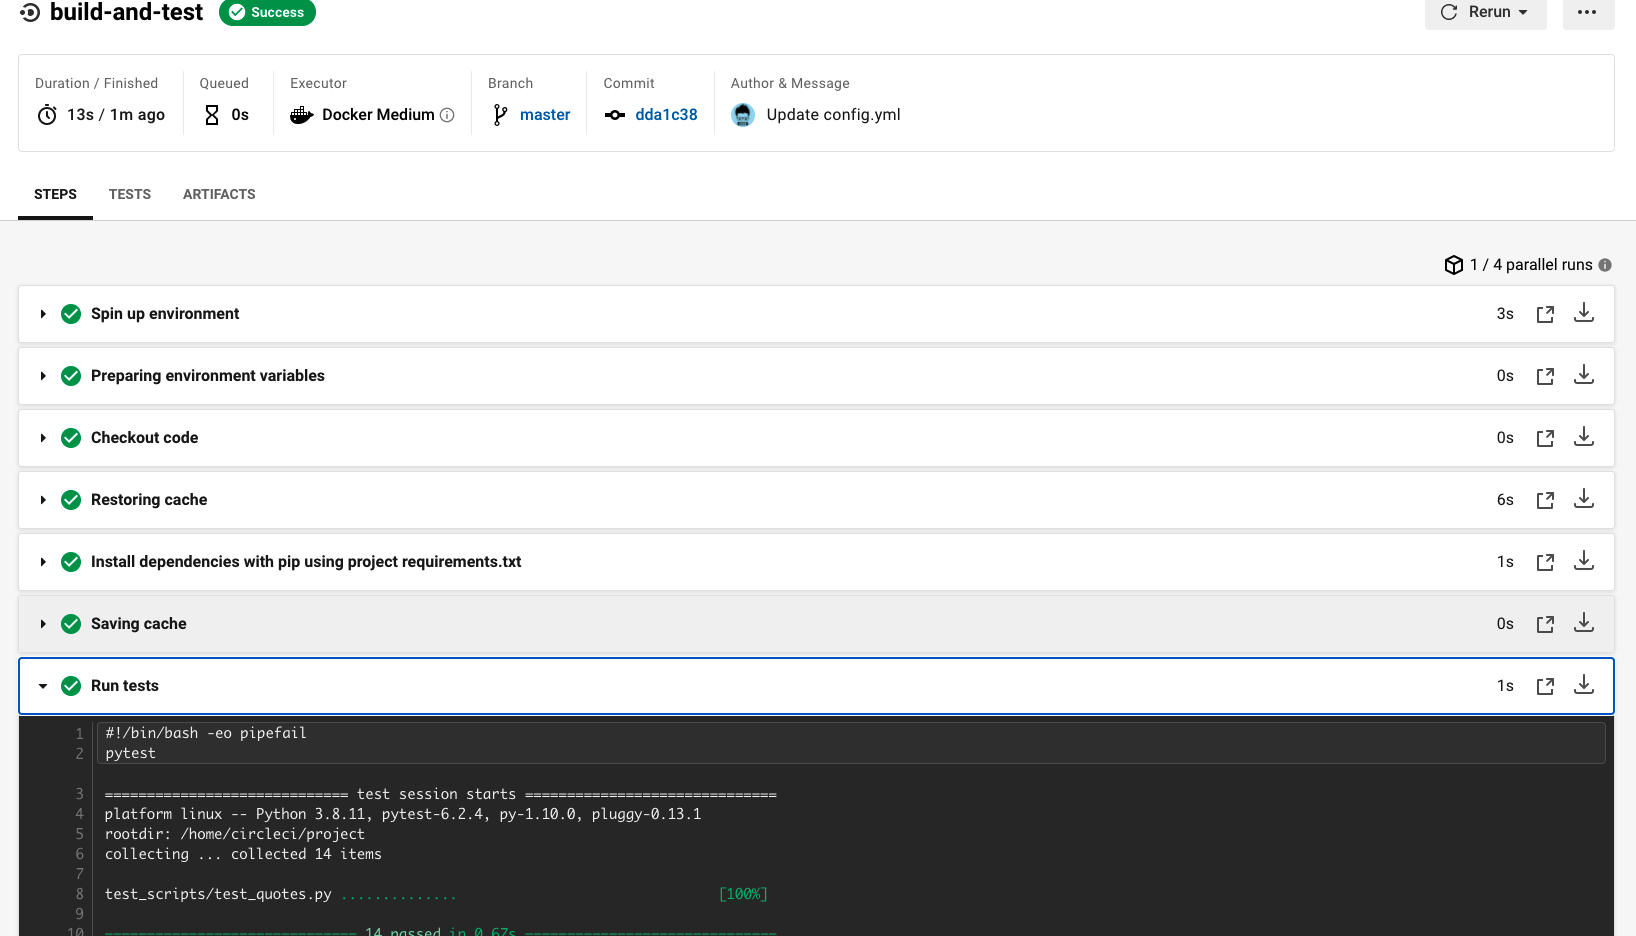 build-and-test Success Rerun
Duration / Finished Queued Executor Branch Commit Author & Message
13s / 1m ago 0s Docker Medium master dda1c38 Update config.yml
STEPS TESTS ARTIFACTS
1 / 4 parallel runs
Spin up environment 3s
Preparing environment variables 0s
Checkout code 0s
Restoring cache 6s
Install dependencies with pip using project requirements.txt 1s
Saving cache 0s
Run tests 1s
1 #!/bin/bash -eo pipefail
2 pytest
3 ============================= test session starts ==============================
4 platform linux -- Python 3.8.11, pytest-6.2.4, py-1.10.0, pluggy-0.13.1
5 rootdir: /home/circleci/project
6 collecting ... collected 14 items
7
8 test_scripts/test_quotes.py .............. [100%]
9
10 ============================== 14 passed in 0.67s ==============================